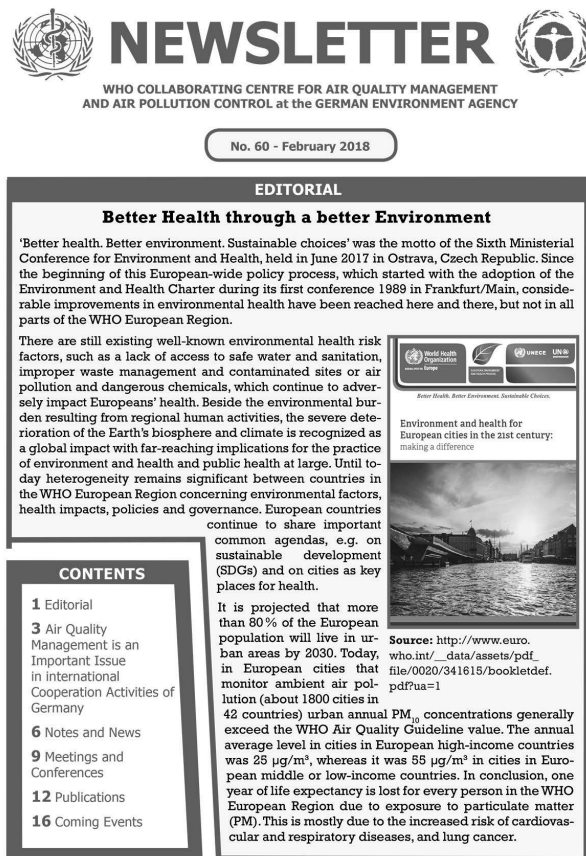 NEWSLETTER
WHO COLLABORATING CENTRE FOR AIR QUALITY MANAGEMENT
AND AIR POLLUTION CONTROL at the GERMAN ENVIRONMENT AGENCY
No. 60 - February 2018
EDITORIAL
Better Health through a better Environment
‘Better health. Better environment. Sustainable choices’ was the motto of the Sixth Ministerial
Conference for Environment and Health, held in June 2017 in Ostrava, Czech Republic. Since
the beginning of this European-wide policy process, which started with the adoption of the
Environment and Health Charter during its first conference 1989 in Frankfurt/Main, conside-
rable improvements in environmental health have been reached here and there, but not in all
parts of the WHO European Region.
There are still existing well-known environmental health risk
factors, such as a lack of access to safe water and sanitation,
improper waste management and contaminated sites or air
pollution and dangerous chemicals, which continue to adver-
sely impact Europeans’ health. Beside the environmental bur-
den resulting from regional human activities, the severe dete-
rioration of the Earth’s biosphere and climate is recognized as
a global impact with far-reaching implications for the practice
of environment and health and public health at large. Until to-
day heterogeneity remains significant between countries in
the WHO European Region concerning environmental factors,
health impacts, policies and governance. European countries
continue to share important
common agendas, e.g. on
sustainable development
(SDGs) and on cities as key
places for health.
It is projected that more
than 80 % of the European
population will live in ur-
ban areas by 2030. Today,
in European cities that
monitor ambient air pol-
lution (about 1800 cities in
42 countries) urban annual PM₁₀ concentrations generally
exceed the WHO Air Quality Guideline value. The annual
average level in cities in European high-income countries
was 25 µg/m³, whereas it was 55 µg/m³ in cities in Euro-
pean middle or low-income countries. In conclusion, one
year of life expectancy is lost for every person in the WHO
European Region due to exposure to particulate matter
(PM). This is mostly due to the increased risk of cardiovas-
cular and respiratory diseases, and lung cancer.
World Health
Organization
Europe
UNECE UN
Better Health. Better Environment. Sustainable Choices.
Environment and health for
European cities in the 21st century:
making a difference
Source: http://www.euro.
who.int/__data/assets/pdf_
file/0020/341615/bookletdef.
pdf?ua=1
CONTENTS
1 Editorial
3 Air Quality
Management is an
Important Issue
in international
Cooperation Activities of
Germany
6 Notes and News
9 Meetings and
Conferences
12 Publications
16 Coming Events